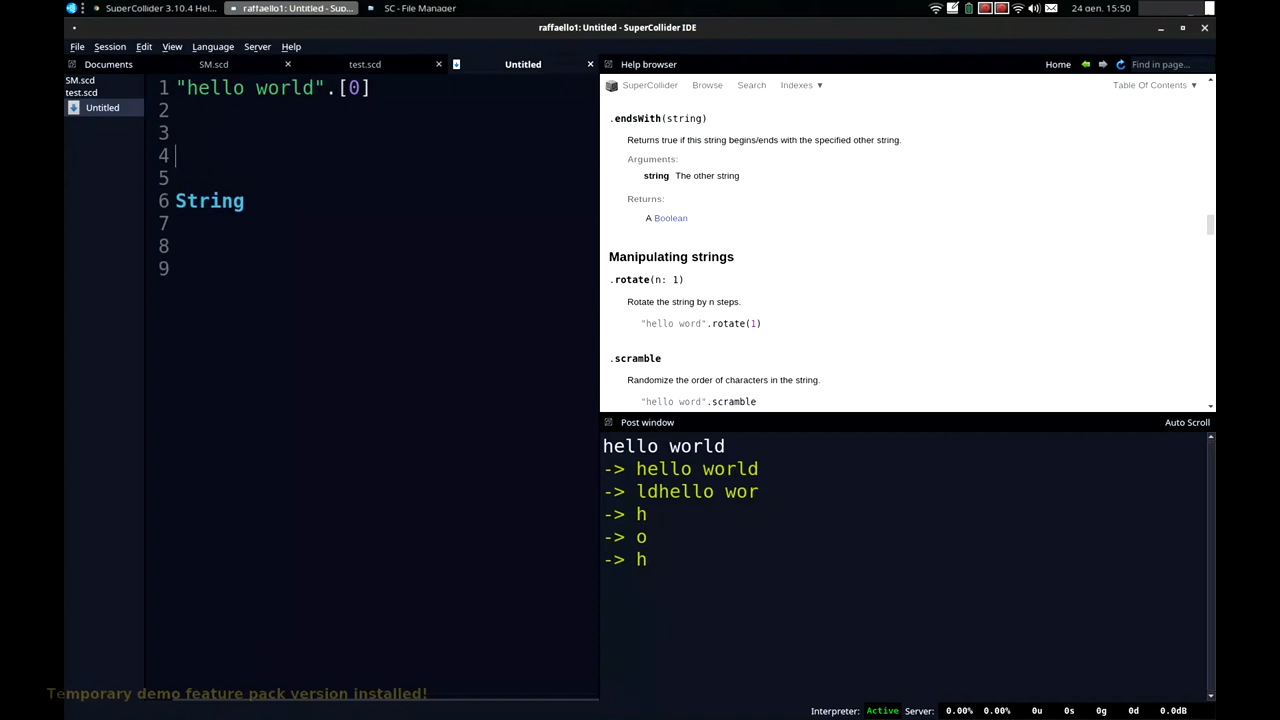 SuperCollider 3.10.4 Hel...
raffaello1: Untitled - Sup...
SC - File Manager
24 gen, 15:50
raffaello1: Untitled - SuperCollider IDE
File Session Edit View Language Server Help
Documents
SM.scd
test.scd
Untitled
SM.scd
test.scd
Untitled
1 "hello world".[0]
2
3
4
5
6 String
7
8
9
Help browser
Home
Find in page...
SuperCollider Browse Search Indexes ▼
Table Of Contents ▼
.endsWith(string)
Returns true if this string begins/ends with the specified other string.
Arguments:
string The other string
Returns:
A Boolean
Manipulating strings
.rotate(n: 1)
Rotate the string by n steps.
"hello word".rotate(1)
.scramble
Randomize the order of characters in the string.
"hello word".scramble
Post window
Auto Scroll
hello world
-> hello world
-> ldhello wor
-> h
-> o
-> h
Temporary demo feature pack version installed!
Interpreter: Active Server: 0.00% 0.00% 0u 0s 0g 0d 0.0dB